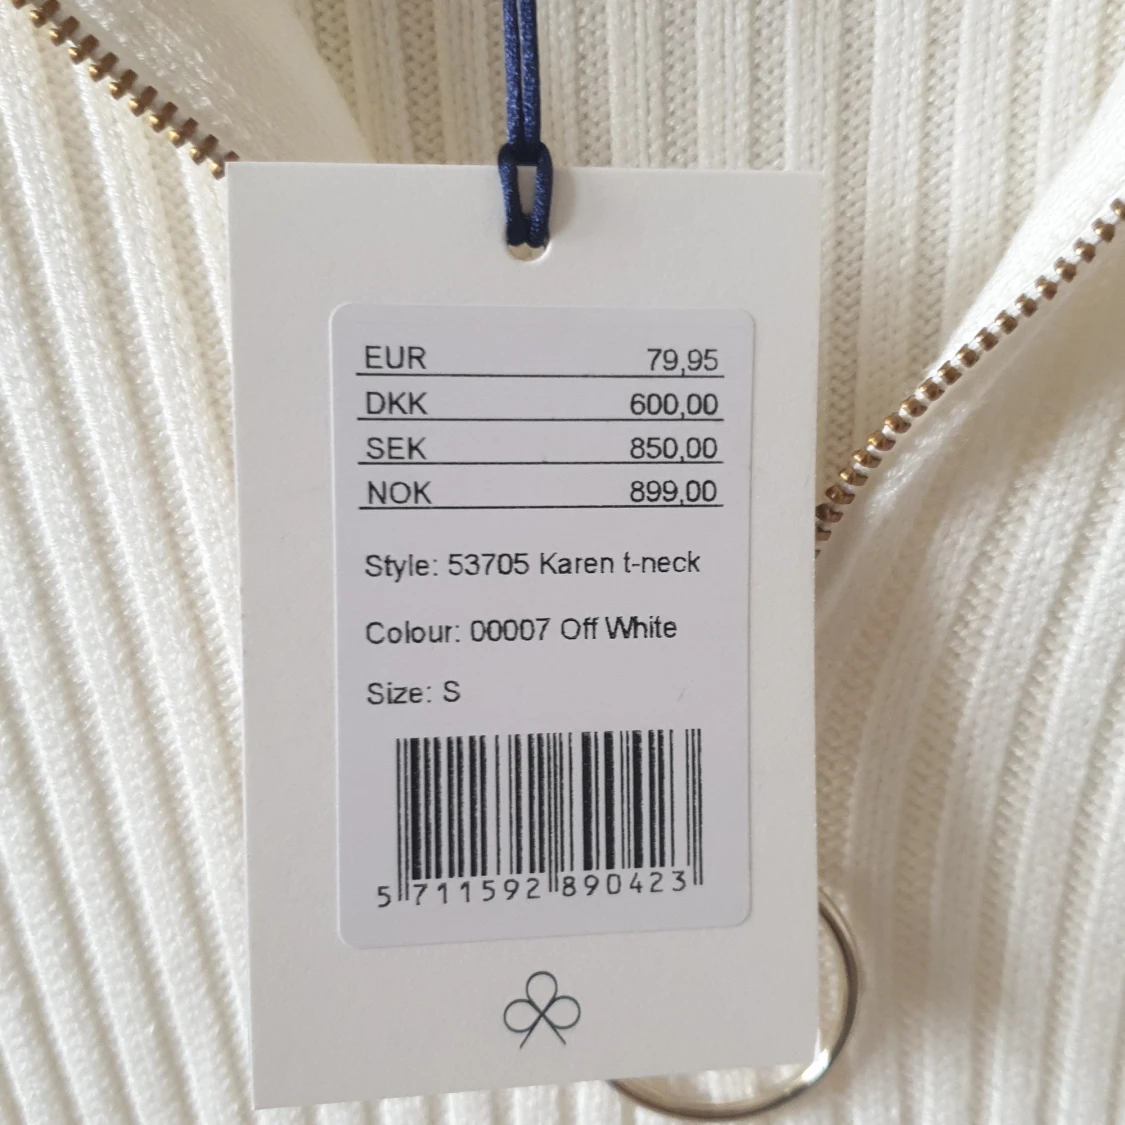 EUR 79,95
DKK 600,00
SEK 850,00
NOK 899,00
Style: 53705 Karen t-neck
Colour: 00007 Off White
Size: S
5 711592 890423